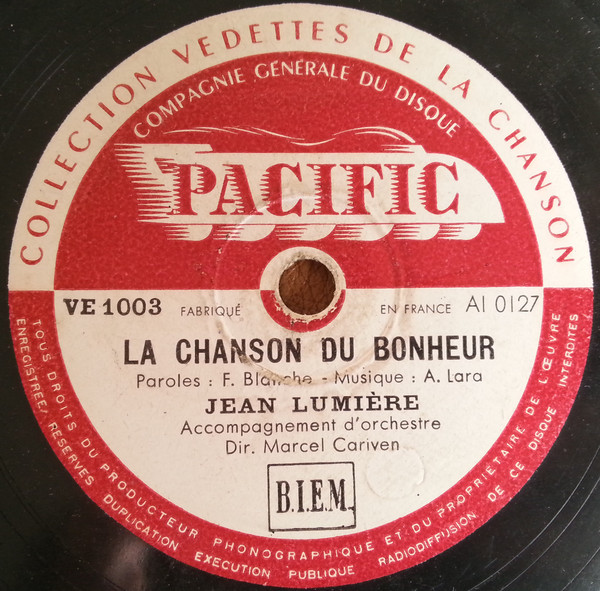 COLLECTION VEDETTES DE LA CHANSON
COMPAGNIE GÉNÉRALE DU DISQUE
PACIFIC
VE 1003 FABRIQUÉ EN FRANCE AI 0127
LA CHANSON DU BONHEUR
Paroles : F. Blanche - Musique : A. Lara
JEAN LUMIÈRE
Accompagnement d'orchestre
Dir. Marcel Cariven
B.I.E.M.
TOUS DROITS DU PRODUCTEUR PHONOGRAPHIQUE ET DU PROPRIÉTAIRE DE L'ŒUVRE
ENREGISTRÉE, RÉSERVÉS DUPLICATION EXÉCUTION PUBLIQUE RADIODIFFUSION DE CE DISQUE INTERDITES